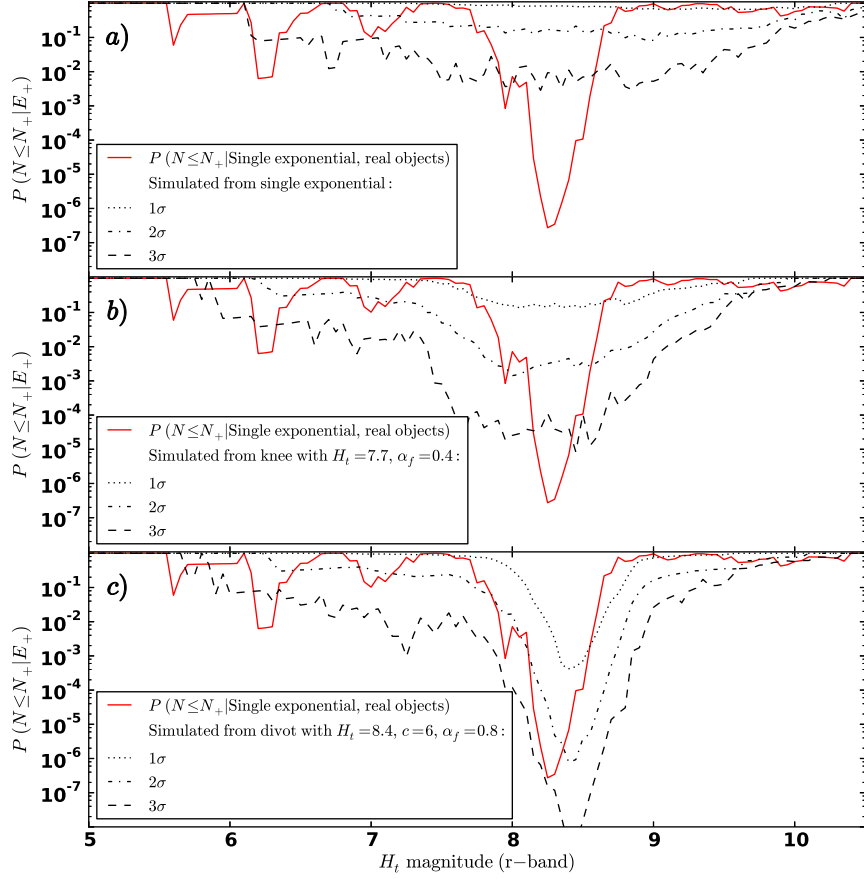 a)
10⁻¹
10⁻²
10⁻³
10⁻⁴
10⁻⁵
10⁻⁶
10⁻⁷
P (N≤N₊|E₊)
P (N≤N₊|Single exponential, real objects)
Simulated from single exponential:
1σ
2σ
3σ
b)
10⁻¹
10⁻²
10⁻³
10⁻⁴
10⁻⁵
10⁻⁶
10⁻⁷
P (N≤N₊|E₊)
P (N≤N₊|Single exponential, real objects)
Simulated from knee with Hₜ=7.7, α_f=0.4:
1σ
2σ
3σ
c)
10⁻¹
10⁻²
10⁻³
10⁻⁴
10⁻⁵
10⁻⁶
10⁻⁷
P (N≤N₊|E₊)
P (N≤N₊|Single exponential, real objects)
Simulated from divot with Hₜ=8.4, c=6, α_f=0.8:
1σ
2σ
3σ
5 6 7 8 9 10
Hₜ magnitude (r−band)